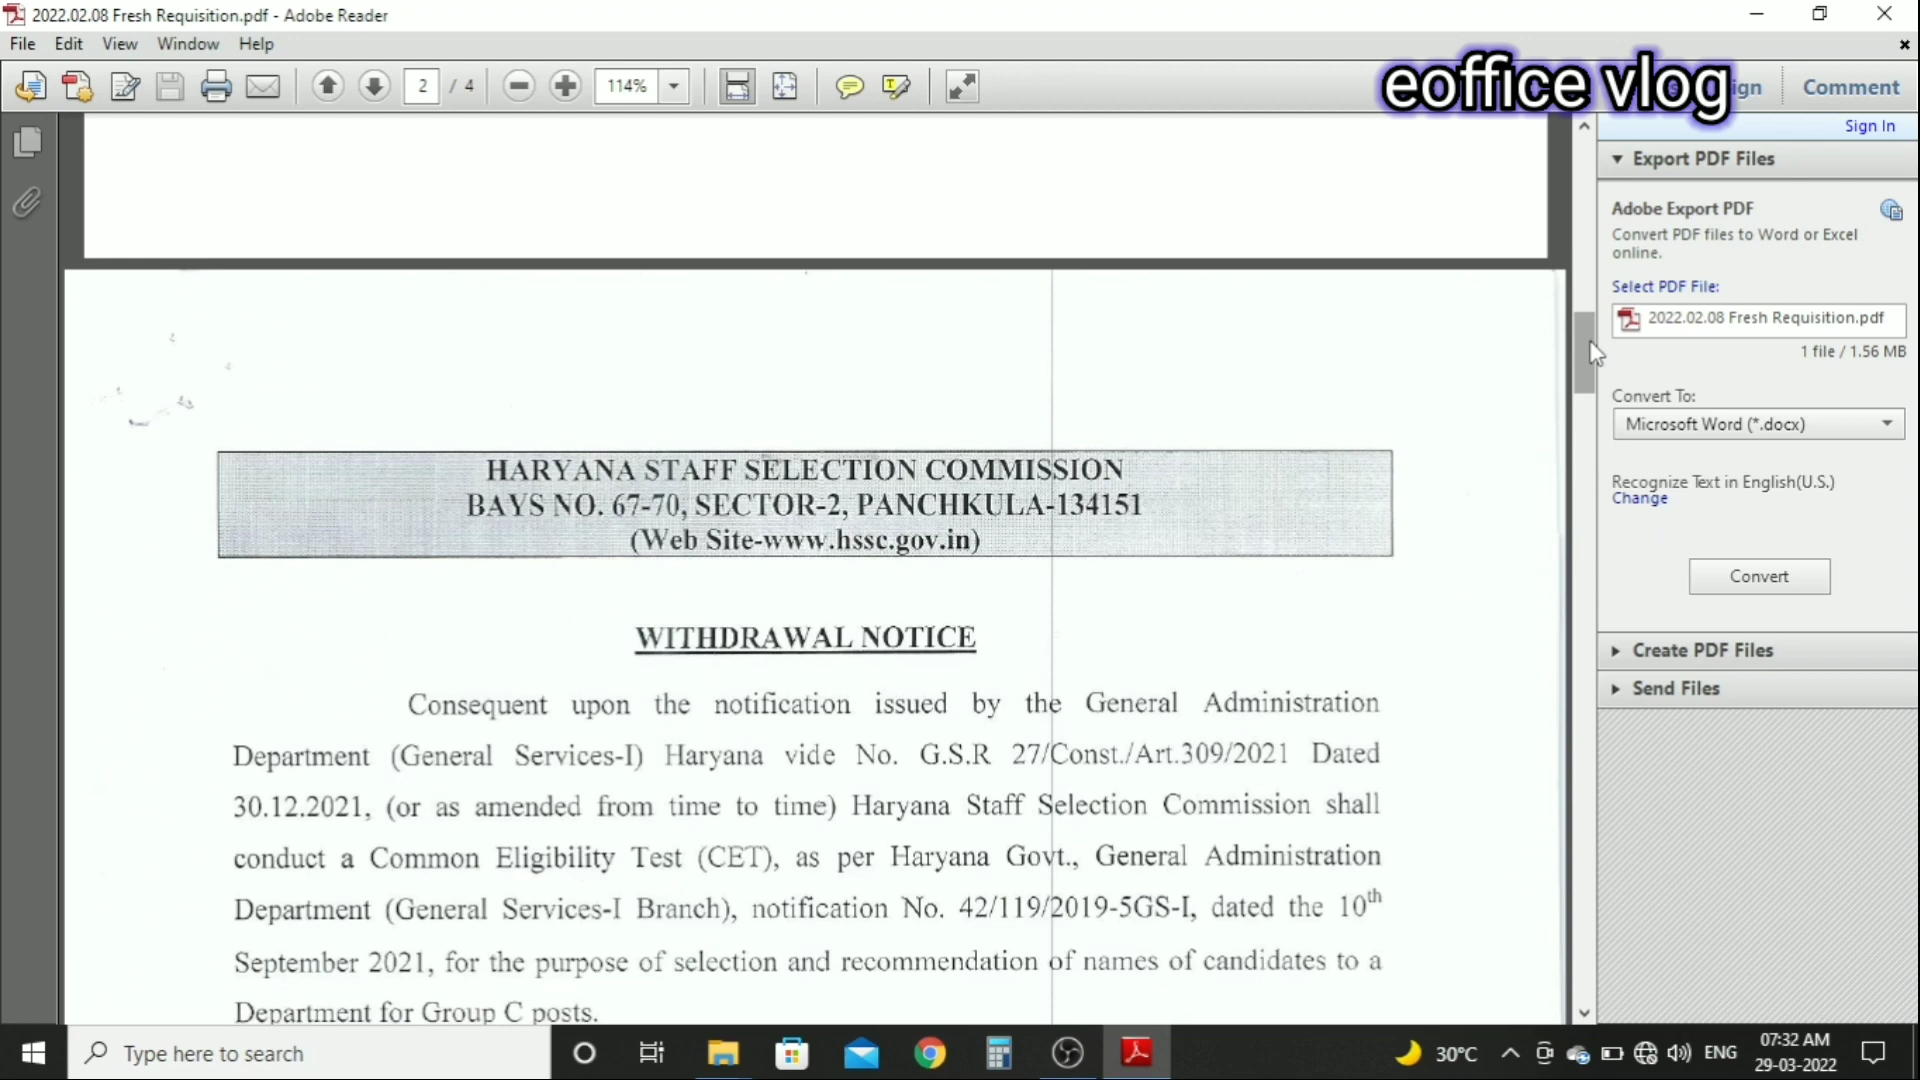 2022.02.08 Fresh Requisition.pdf - Adobe Reader
File Edit View Window Help
2 / 4
114%
eoffice vlog
Comment
Sign In
Export PDF Files
Adobe Export PDF
Convert PDF files to Word or Excel
online.
Select PDF File:
2022.02.08 Fresh Requisition.pdf
1 file / 1.56 MB
Convert To:
Microsoft Word (*.docx)
Recognize Text in English(U.S.)
Change
Convert
Create PDF Files
Send Files
HARYANA STAFF SELECTION COMMISSION
BAYS NO. 67-70, SECTOR-2, PANCHKULA-134151
(Web Site-www.hssc.gov.in)
WITHDRAWAL NOTICE
Consequent upon the notification issued by the General Administration
Department (General Services-I) Haryana vide No. G.S.R 27/Const./Art.309/2021 Dated
30.12.2021, (or as amended from time to time) Haryana Staff Selection Commission shall
conduct a Common Eligibility Test (CET), as per Haryana Govt., General Administration
Department (General Services-I Branch), notification No. 42/119/2019-5GS-I, dated the 10th
September 2021, for the purpose of selection and recommendation of names of candidates to a
Department for Group C posts.
Type here to search
30°C
ENG
07:32 AM
29-03-2022